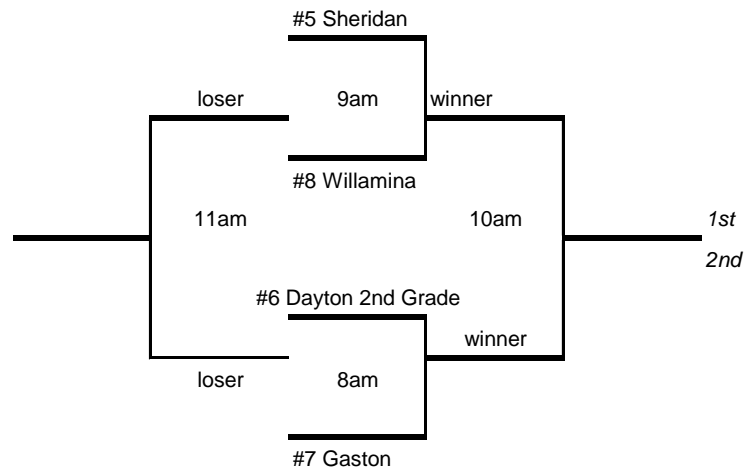 #5 Sheridan
loser
9am
winner
#8 Willamina
11am
10am
1st
2nd
#6 Dayton 2nd Grade
winner
loser
8am
#7 Gaston